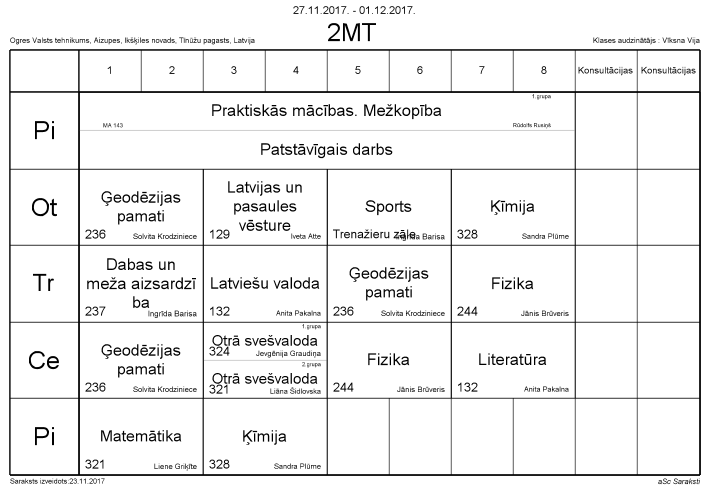 27.11.2017. - 01.12.2017.
Ogres Valsts tehnikums, Aizupes, Ikšķiles novads, Tīnūžu pagasts, Latvija
2MT
Klases audzinātājs : Vīksna Vija
1 2 3 4 5 6 7 8 Konsultācijas Konsultācijas
Pi
1.grupa
Praktiskās mācības. Mežkopība
MA 143 Rūdolfs Rusiņš
Patstāvīgais darbs
Ot
Ģeodēzijas
pamati
236 Solvita Krodziniece
Latvijas un
pasaules
vēsture
129 Iveta Atte
Sports
Trenažieru zāle Ingrīda Barisa
Ķīmija
328 Sandra Plūme
Tr
Dabas un
meža aizsardzī
ba
237 Ingrīda Barisa
Latviešu valoda
132 Anita Pakalna
Ģeodēzijas
pamati
236 Solvita Krodziniece
Fizika
244 Jānis Brūveris
Ce
Ģeodēzijas
pamati
236 Solvita Krodziniece
1.grupa
Otrā svešvaloda
324 Jevgēnija Graudiņa
2.grupa
Otrā svešvaloda
321 Liāna Šidlovska
Fizika
244 Jānis Brūveris
Literatūra
132 Anita Pakalna
Pi
Matemātika
321 Liene Griķīte
Ķīmija
328 Sandra Plūme
Saraksts izveidots:23.11.2017
aSc Saraksti